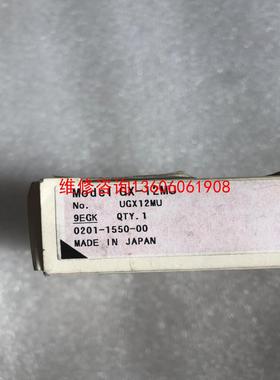 Model GX-12MU
维修咨询13606061908
No. UGX12MU
9EGK QTY.1
0201-1550-00
MADE IN JAPAN